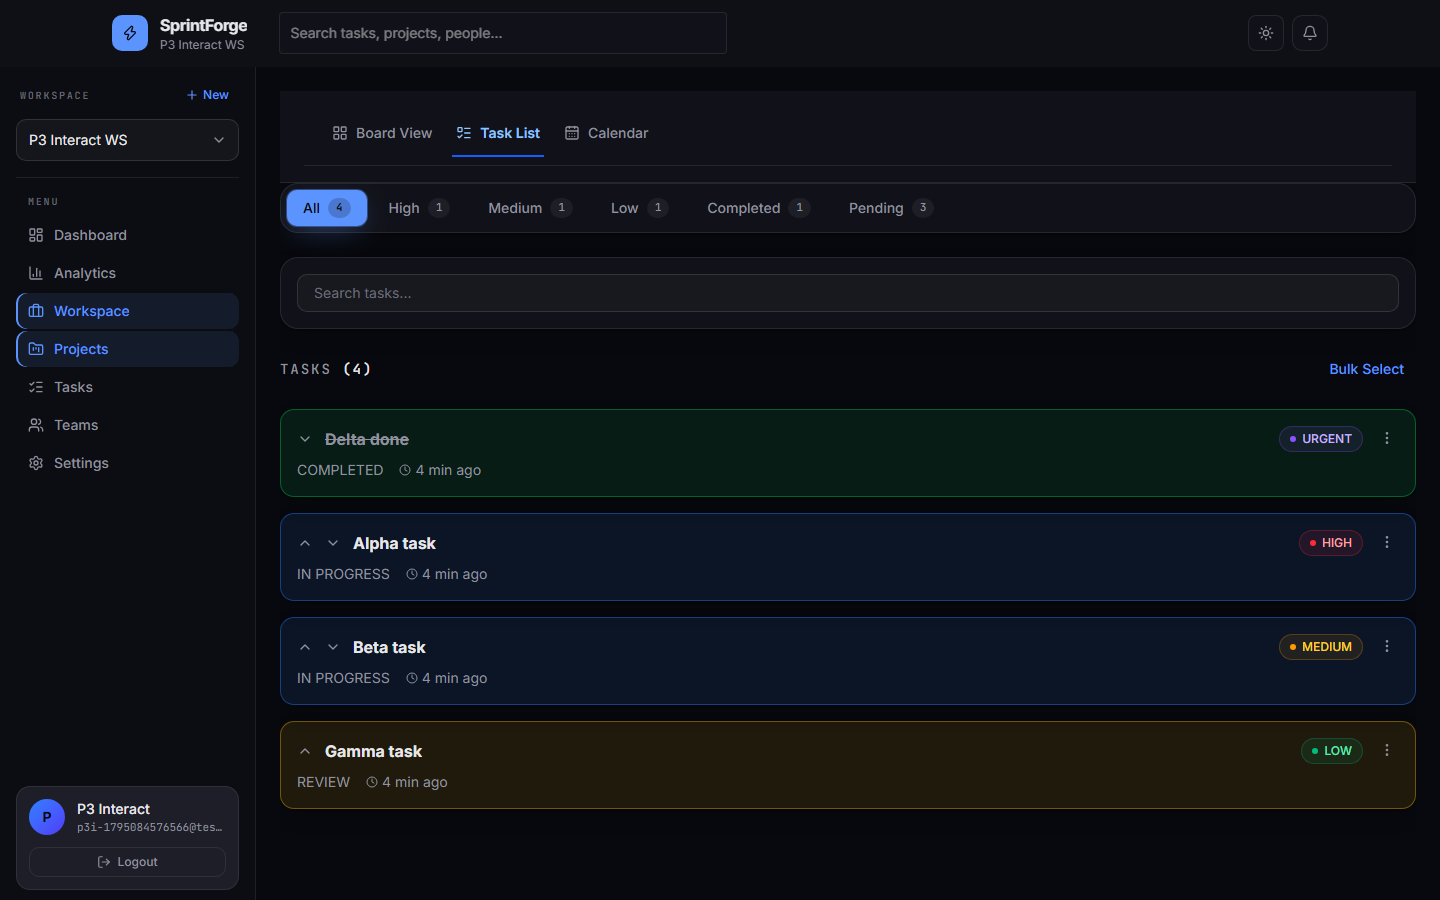 SprintForge
P3 Interact WS
Search tasks, projects, people...
WORKSPACE
+ New
P3 Interact WS
MENU
Dashboard
Analytics
Workspace
Projects
Tasks
Teams
Settings
P
P3 Interact
p3i-1795084576566@tes…
Logout
Board View Task List Calendar
All 4 High 1 Medium 1 Low 1 Completed 1 Pending 3
Search tasks...
TASKS (4) Bulk Select
Delta done URGENT
COMPLETED 4 min ago
Alpha task HIGH
IN PROGRESS 4 min ago
Beta task MEDIUM
IN PROGRESS 4 min ago
Gamma task LOW
REVIEW 4 min ago